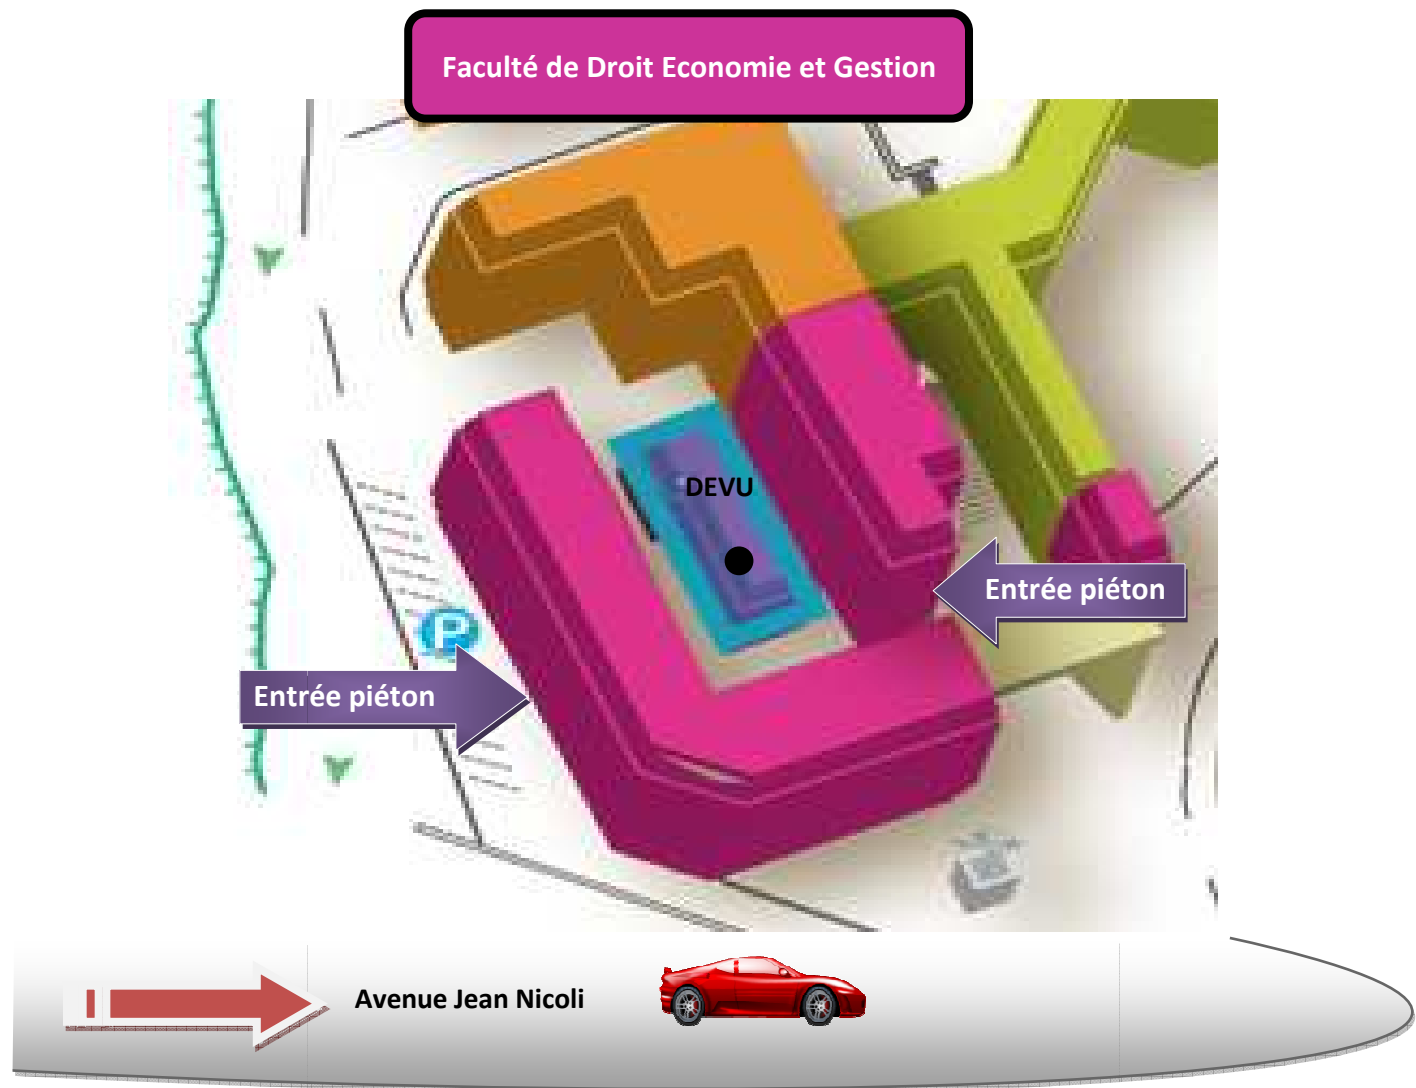 Faculté de Droit Economie et Gestion
DEVU
Entrée piéton
P
Entrée piéton
Avenue Jean Nicoli